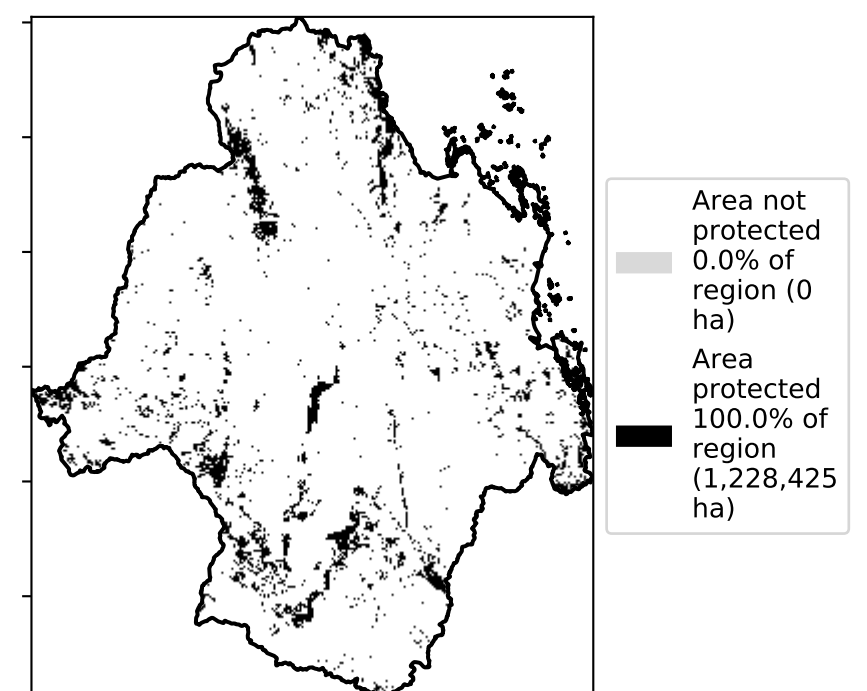 Area not
protected
0.0% of
region (0
ha)
Area
protected
100.0% of
region
(1,228,425
ha)